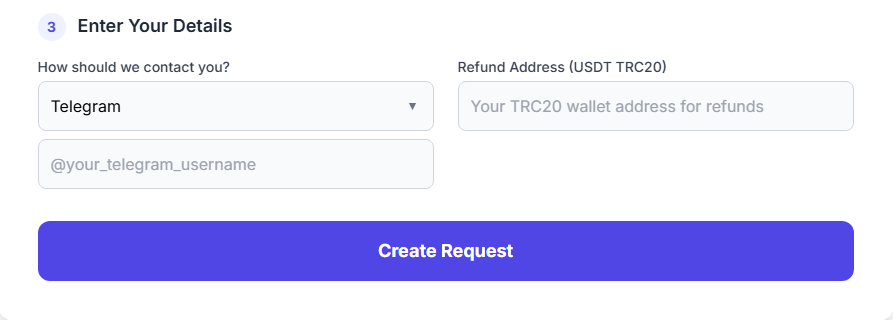 3 Enter Your Details
How should we contact you?
Telegram
@your_telegram_username
Refund Address (USDT TRC20)
Your TRC20 wallet address for refunds
Create Request